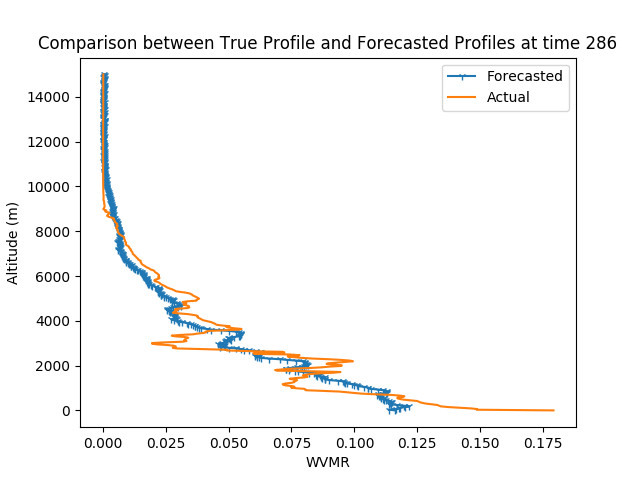 Comparison between True Profile and Forecasted Profiles at time 286
Forecasted
Actual
14000
12000
10000
8000
6000
4000
2000
0
Altitude (m)
0.000 0.025 0.050 0.075 0.100 0.125 0.150 0.175
WVMR